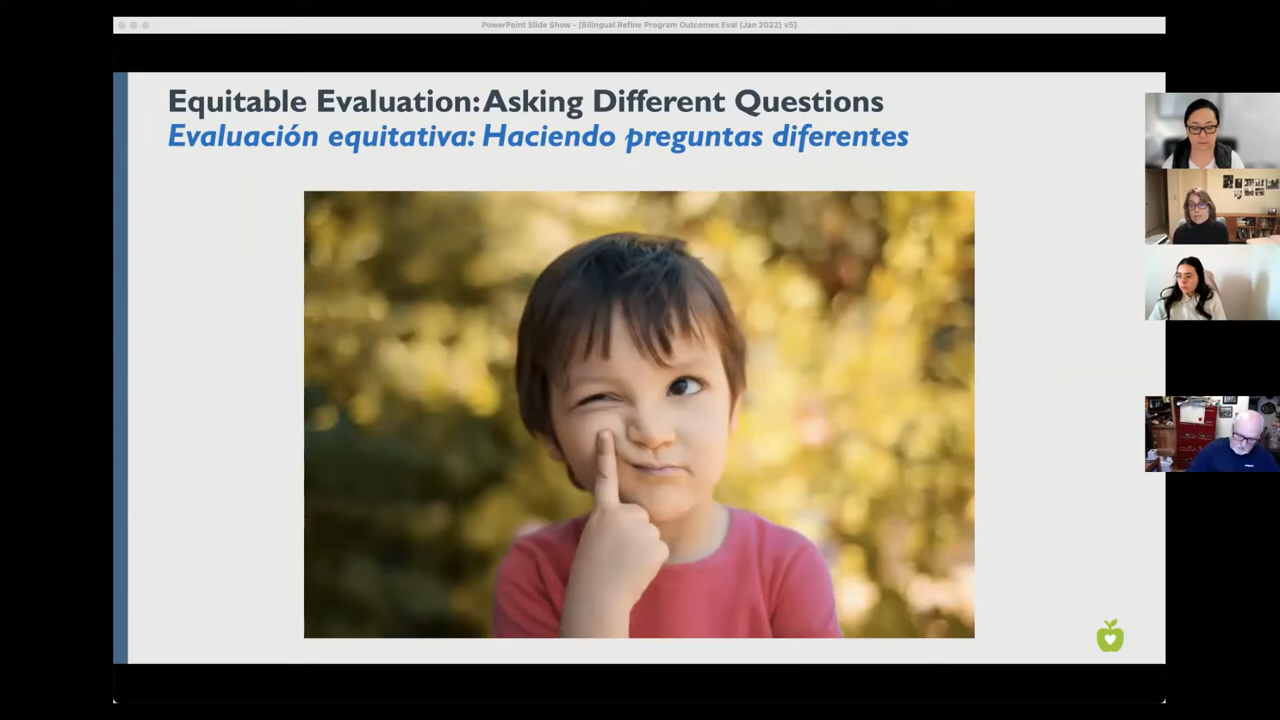 PowerPoint Slide Show - [Bilingual Refine Program Outcomes Eval (Jan 2022) v5]
Equitable Evaluation: Asking Different Questions
Evaluación equitativa: Haciendo preguntas diferentes